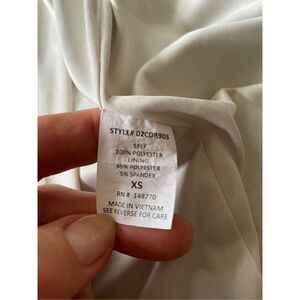 STYLE# 02CDR903
SELF
100% POLYESTER
LINING
95% POLYESTER
5% SPANDEX
XS
RN# 148770
MADE IN VIETNAM
SEE REVERSE FOR CARE